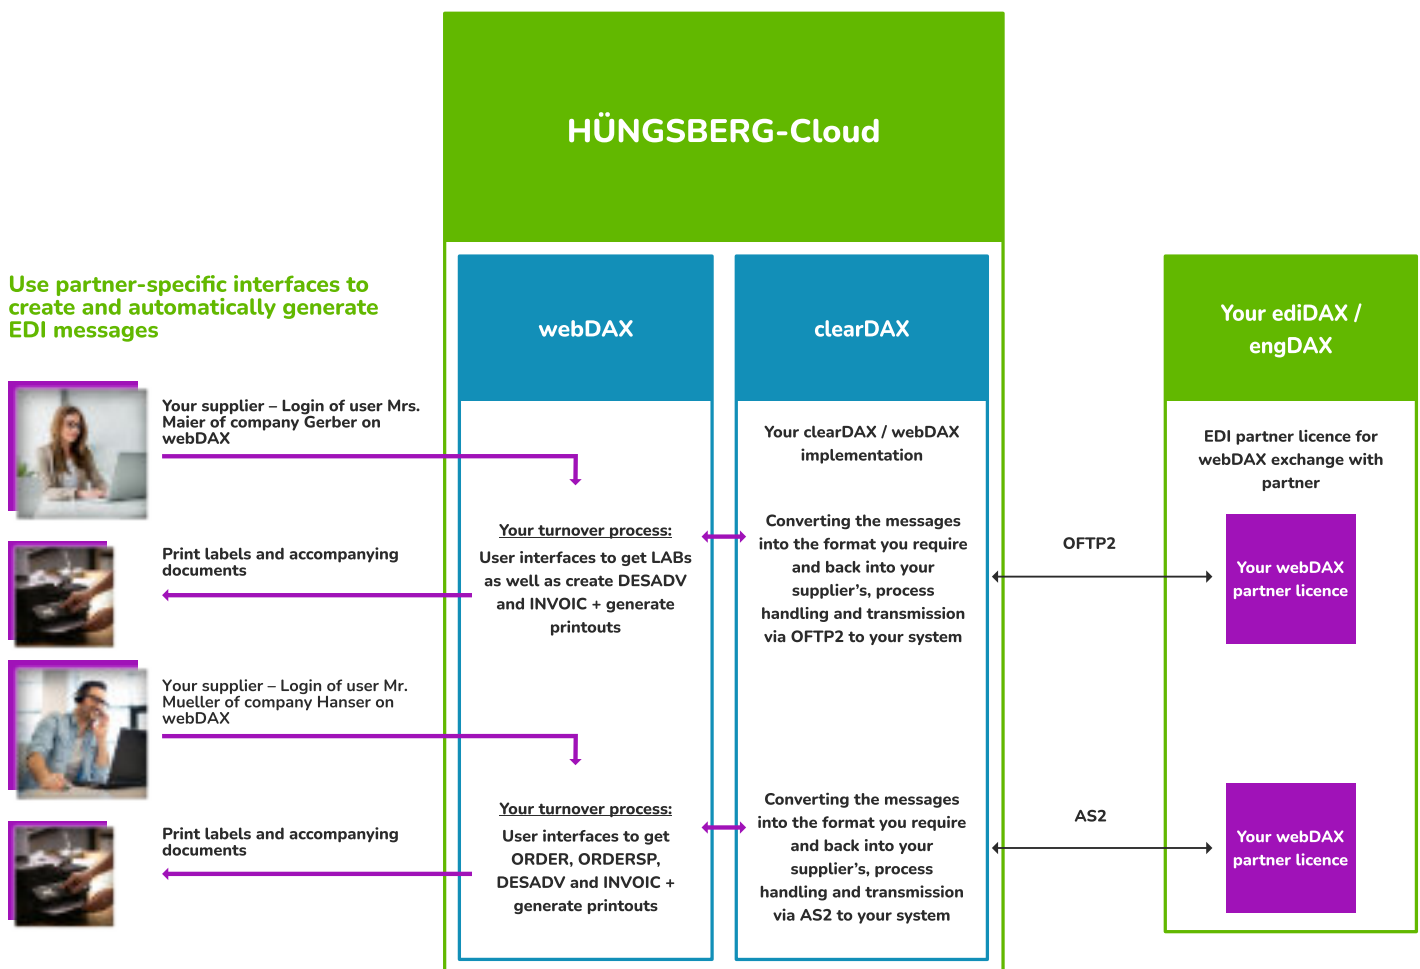 HÜNGSBERG-Cloud
Use partner-specific interfaces to
create and automatically generate
EDI messages
webDAX
clearDAX
Your ediDAX /
engDAX
Your supplier – Login of user Mrs.
Maier of company Gerber on
webDAX
Your clearDAX / webDAX
implementation
EDI partner licence for
webDAX exchange with
partner
Your turnover process:
User interfaces to get LABs
as well as create DESADV
and INVOIC + generate
printouts
Converting the messages
into the format you require
and back into your
supplier's, process
handling and transmission
via OFTP2 to your system
OFTP2
Your webDAX
partner licence
Print labels and accompanying
documents
Your supplier – Login of user Mr.
Mueller of company Hanser on
webDAX
Your turnover process:
User interfaces to get
ORDER, ORDERSP,
DESADV and INVOIC +
generate printouts
Converting the messages
into the format you require
and back into your
supplier's, process
handling and transmission
via AS2 to your system
AS2
Your webDAX
partner licence
Print labels and accompanying
documents